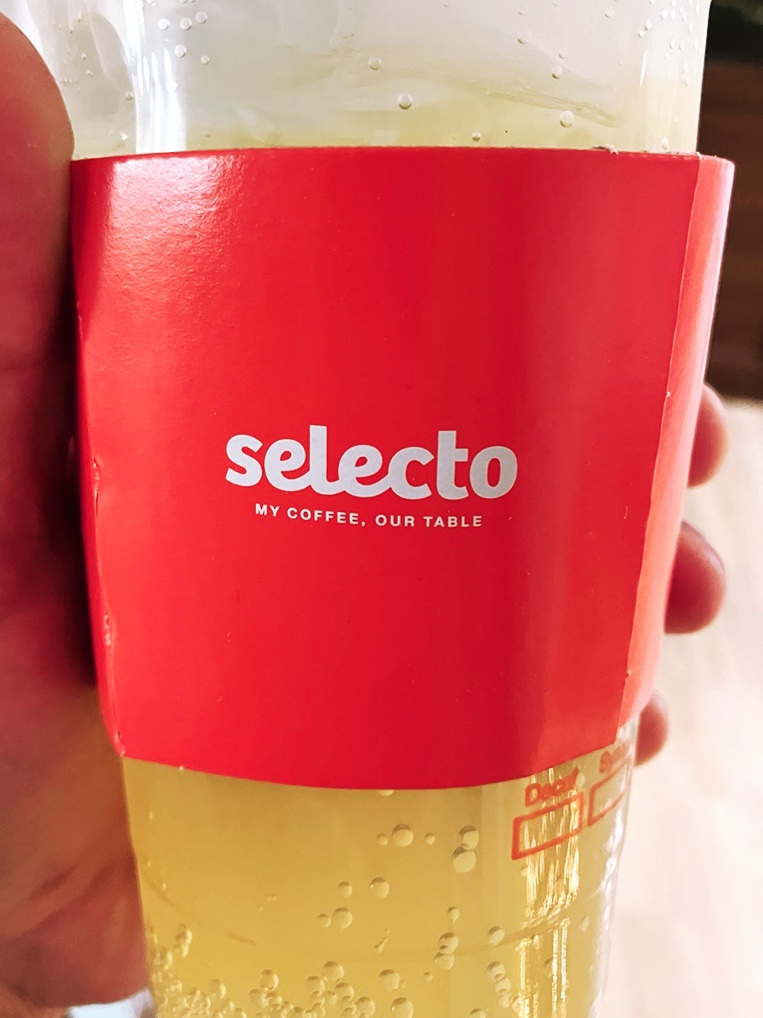 selecto
MY COFFEE, OUR TABLE
Decaf